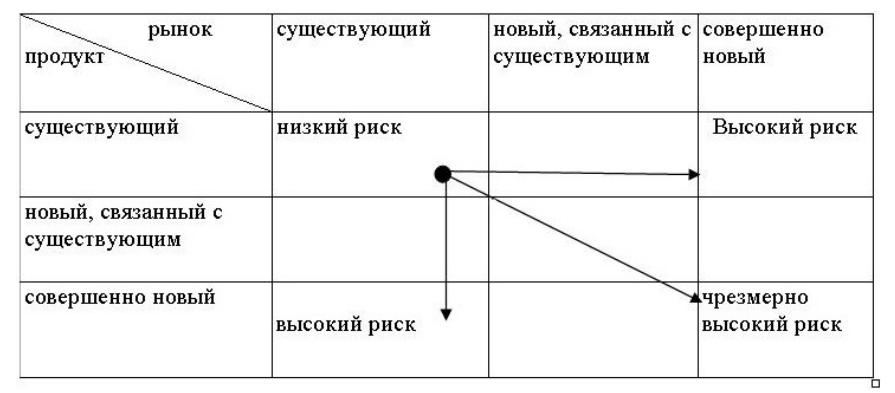 рынок
продукт
существующий
новый, связанный с
существующим
совершенно
новый
существующий
низкий риск
Высокий риск
новый, связанный с
существующим
совершенно новый
высокий риск
чрезмерно
высокий риск